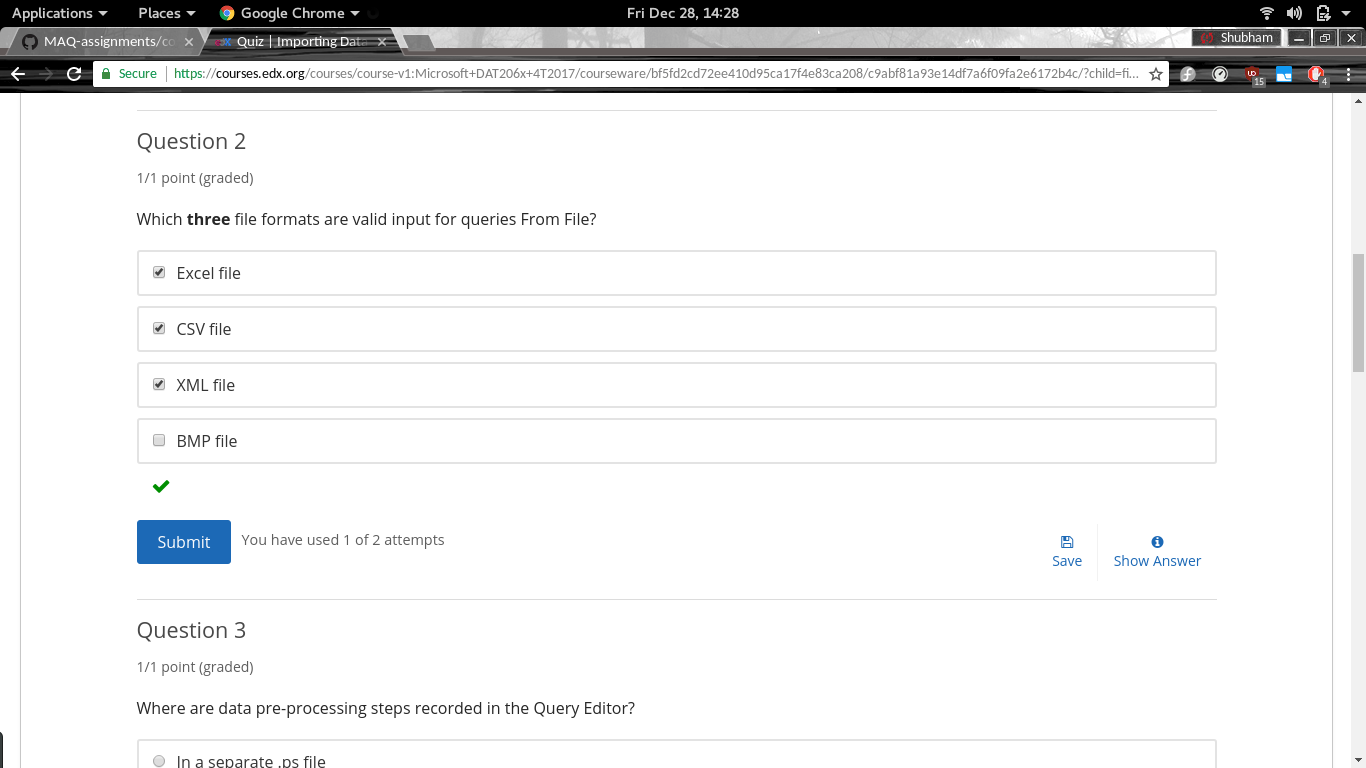 Applications Places Google Chrome Fri Dec 28, 14:28
MAQ-assignments/co Quiz | Importing Data Shubham
Secure https://courses.edx.org/courses/course-v1:Microsoft+DAT206x+4T2017/courseware/bf5fd2cd72ee410d95ca17f4e83ca208/c9abf81a93e14df7a6f09fa2e6172b4c/?child=fi... 15 4
Question 2
1/1 point (graded)
Which three file formats are valid input for queries From File?
Excel file
CSV file
XML file
BMP file
Submit You have used 1 of 2 attempts
Save Show Answer
Question 3
1/1 point (graded)
Where are data pre-processing steps recorded in the Query Editor?
In a separate .ps file